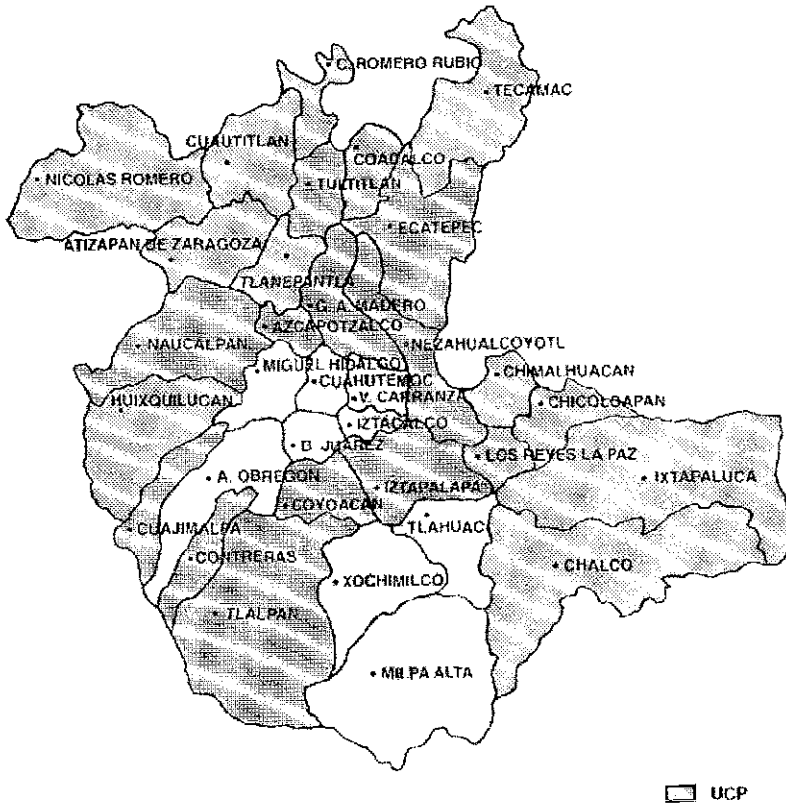 C. ROMERO RUBIO
TECAMAC
CUAUTITLAN
COADALCO
NICOLAS ROMERO
TULTITLAN
ECATEPEC
ATIZAPAN DE ZARAGOZA
TLANEPANTLA
G. A. MADERO
AZCAPOTZALCO
NAUCALPAN
NEZAHUALCOYOTL
MIGUEL HIDALGO
CHIMALHUACAN
CUAHUTEMOC
HUIXQUILUCAN
V. CARRANZA
CHICOLOAPAN
IZTACALCO
B. JUAREZ
LOS REYES LA PAZ
A. OBREGON
IZTAPALAPA
IXTAPALUCA
COYOACAN
CUAJIMALPA
TLAHUAC
CONTRERAS
CHALCO
XOCHIMILCO
TLALPAN
MILPA ALTA
UCP